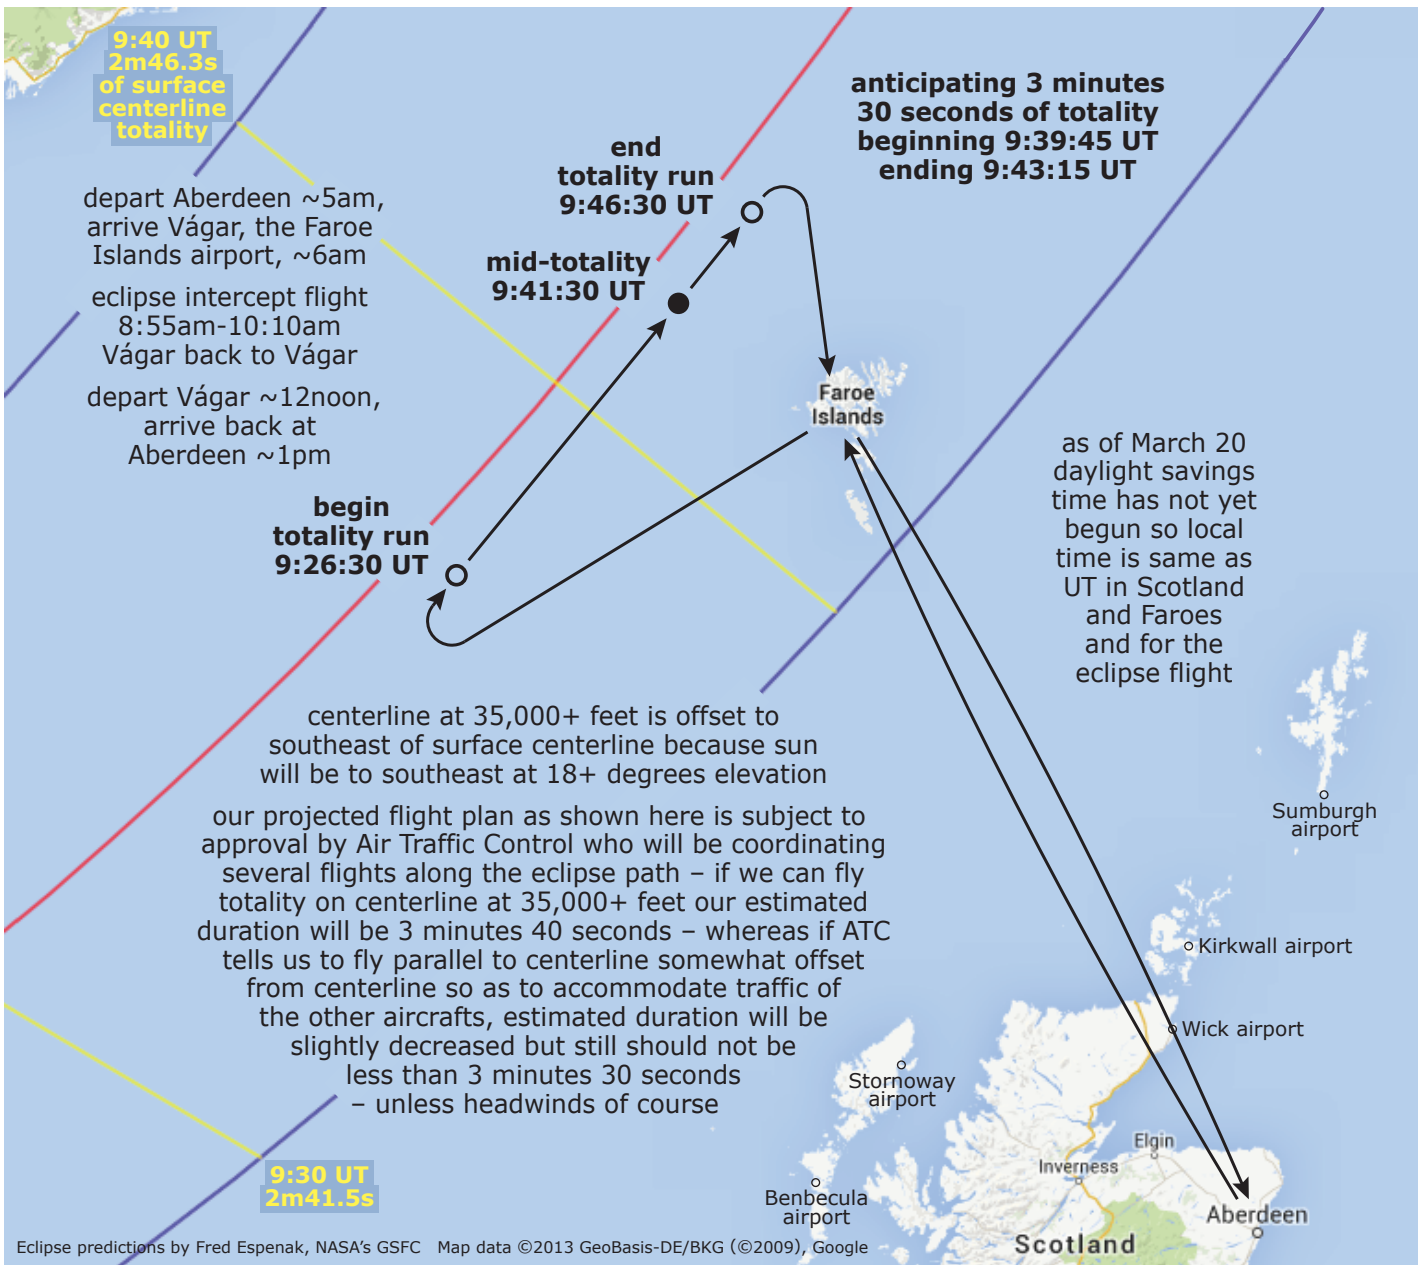 9:40 UT
2m46.3s
of surface
centerline
totality
anticipating 3 minutes
30 seconds of totality
beginning 9:39:45 UT
ending 9:43:15 UT
end
totality run
9:46:30 UT
depart Aberdeen ~5am,
arrive Vágar, the Faroe
Islands airport, ~6am
mid-totality
9:41:30 UT
eclipse intercept flight
8:55am-10:10am
Vágar back to Vágar
depart Vágar ~12noon,
arrive back at
Aberdeen ~1pm
Faroe
Islands
begin
totality run
9:26:30 UT
as of March 20
daylight savings
time has not yet
begun so local
time is same as
UT in Scotland
and Faroes
and for the
eclipse flight
centerline at 35,000+ feet is offset to
southeast of surface centerline because sun
will be to southeast at 18+ degrees elevation
our projected flight plan as shown here is subject to
approval by Air Traffic Control who will be coordinating
several flights along the eclipse path – if we can fly
totality on centerline at 35,000+ feet our estimated
duration will be 3 minutes 40 seconds – whereas if ATC
tells us to fly parallel to centerline somewhat offset
from centerline so as to accommodate traffic of
the other aircrafts, estimated duration will be
slightly decreased but still should not be
less than 3 minutes 30 seconds
– unless headwinds of course
Sumburgh
airport
Kirkwall airport
Wick airport
Stornoway
airport
Elgin
Inverness
Benbecula
airport
Aberdeen
Scotland
9:30 UT
2m41.5s
Eclipse predictions by Fred Espenak, NASA's GSFC Map data ©2013 GeoBasis-DE/BKG (©2009), Google